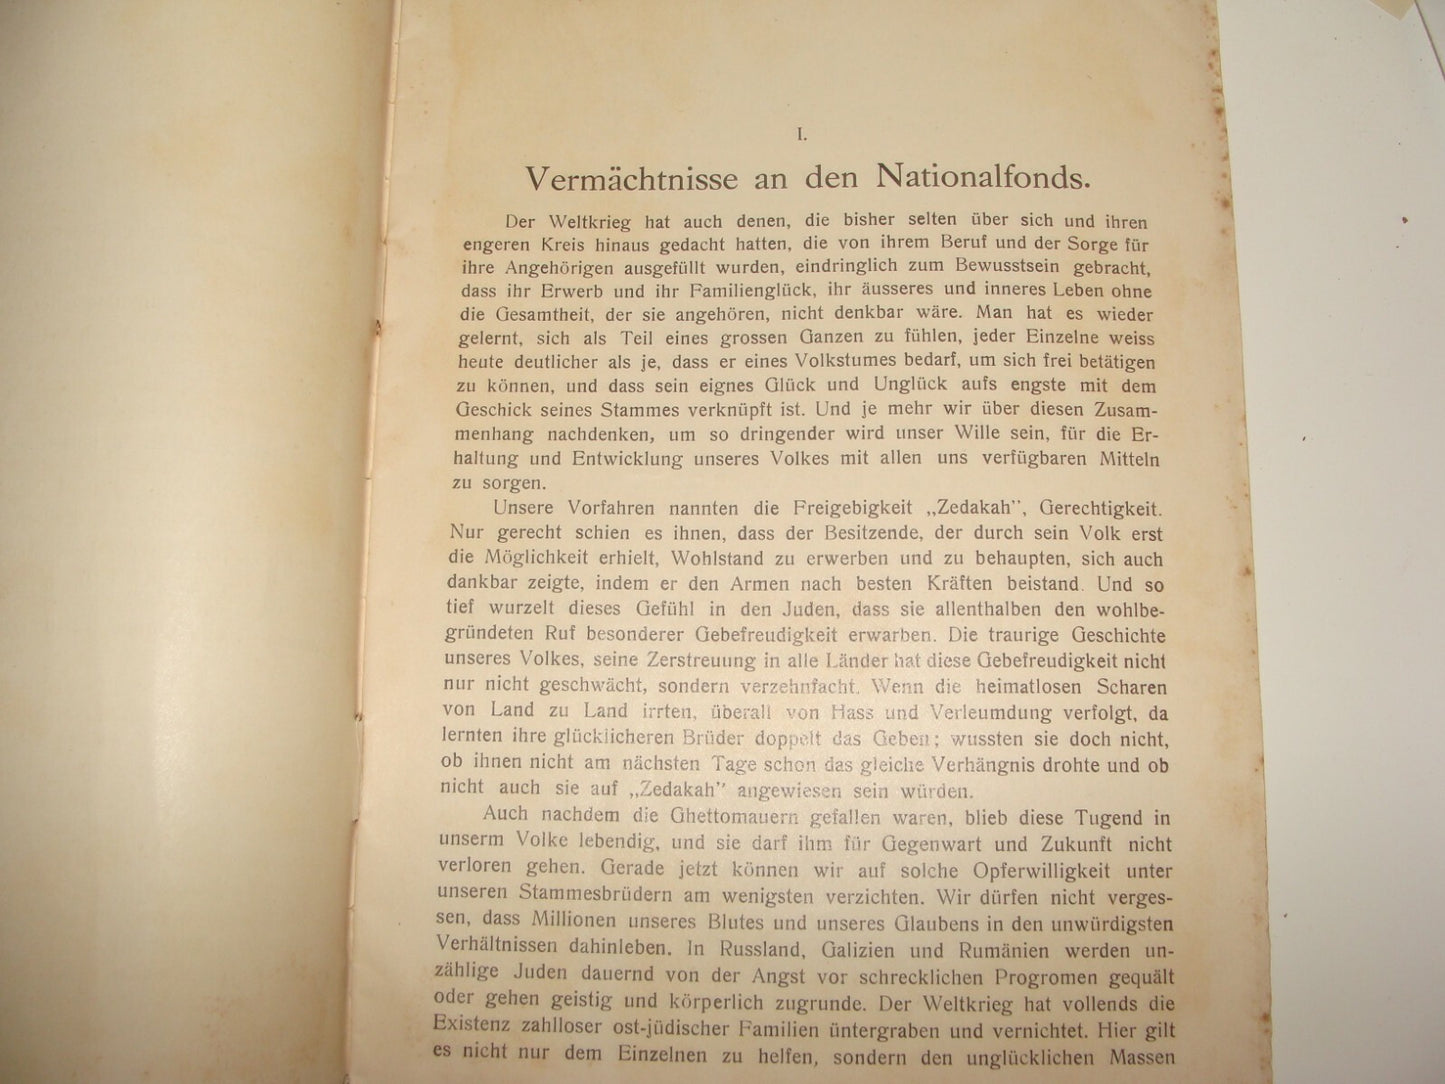 I.
Vermächtnisse an den Nationalfonds.
Der Weltkrieg hat auch denen, die bisher selten über sich und ihren
engeren Kreis hinaus gedacht hatten, die von ihrem Beruf und der Sorge für
ihre Angehörigen ausgefüllt wurden, eindringlich zum Bewusstsein gebracht,
dass ihr Erwerb und ihr Familienglück, ihr äusseres und inneres Leben ohne
die Gesamtheit, der sie angehören, nicht denkbar wäre. Man hat es wieder
gelernt, sich als Teil eines grossen Ganzen zu fühlen, jeder Einzelne weiss
heute deutlicher als je, dass er eines Volkstumes bedarf, um sich frei betätigen
zu können, und dass sein eignes Glück und Unglück aufs engste mit dem
Geschick seines Stammes verknüpft ist. Und je mehr wir über diesen Zusam-
menhang nachdenken, um so dringender wird unser Wille sein, für die Er-
haltung und Entwicklung unseres Volkes mit allen uns verfügbaren Mitteln
zu sorgen.
Unsere Vorfahren nannten die Freigebigkeit „Zedakah", Gerechtigkeit.
Nur gerecht schien es ihnen, dass der Besitzende, der durch sein Volk erst
die Möglichkeit erhielt, Wohlstand zu erwerben und zu behaupten, sich auch
dankbar zeigte, indem er den Armen nach besten Kräften beistand. Und so
tief wurzelt dieses Gefühl in den Juden, dass sie allenthalben den wohlbe-
gründeten Ruf besonderer Gebefreudigkeit erwarben. Die traurige Geschichte
unseres Volkes, seine Zerstreuung in alle Länder hat diese Gebefreudigkeit nicht
nur nicht geschwächt, sondern verzehnfacht. Wenn die heimatlosen Scharen
von Land zu Land irrten, überall von Hass und Verleumdung verfolgt, da
lernten ihre glücklicheren Brüder doppelt das Geben; wussten sie doch nicht,
ob ihnen nicht am nächsten Tage schon das gleiche Verhängnis drohte und ob
nicht auch sie auf „Zedakah" angewiesen sein würden.
Auch nachdem die Ghettomauern gefallen waren, blieb diese Tugend in
unserm Volke lebendig, und sie darf ihm für Gegenwart und Zukunft nicht
verloren gehen. Gerade jetzt können wir auf solche Opferwilligkeit unter
unseren Stammesbrüdern am wenigsten verzichten. Wir dürfen nicht verges-
sen, dass Millionen unseres Blutes und unseres Glaubens in den unwürdigsten
Verhältnissen dahinleben. In Russland, Galizien und Rumänien werden un-
zählige Juden dauernd von der Angst vor schrecklichen Progromen gequält
oder gehen geistig und körperlich zugrunde. Der Weltkrieg hat vollends die
Existenz zahlloser ost-jüdischer Familien üntergraben und vernichtet. Hier gilt
es nicht nur dem Einzelnen zu helfen, sondern den unglücklichen Massen